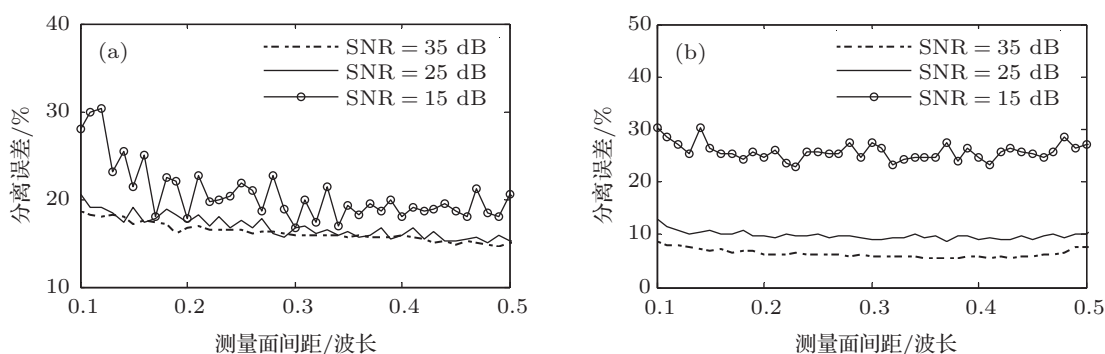 40
30
20
10
分离误差/%
(a)
SNR = 35 dB
SNR = 25 dB
SNR = 15 dB
0.1 0.2 0.3 0.4 0.5
测量面间距/波长
50
40
30
20
10
0
分离误差/%
(b)
SNR = 35 dB
SNR = 25 dB
SNR = 15 dB
0.1 0.2 0.3 0.4 0.5
测量面间距/波长